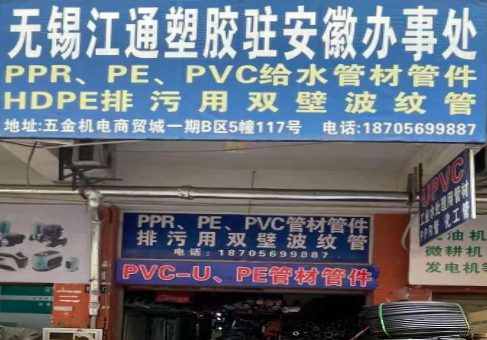 无锡江通塑胶驻安徽办事处
PPR、PE、PVC给水管材管件
HDPE排污用双壁波纹管
地址:五金机电商贸城一期B区5幢117号 电话:18705699887
PPR、PE、PVC管材管件
排污用双壁波纹管
电话:18705699887
PVC-U、PE管材管件
UPVC
油机
微耕机
发电机等